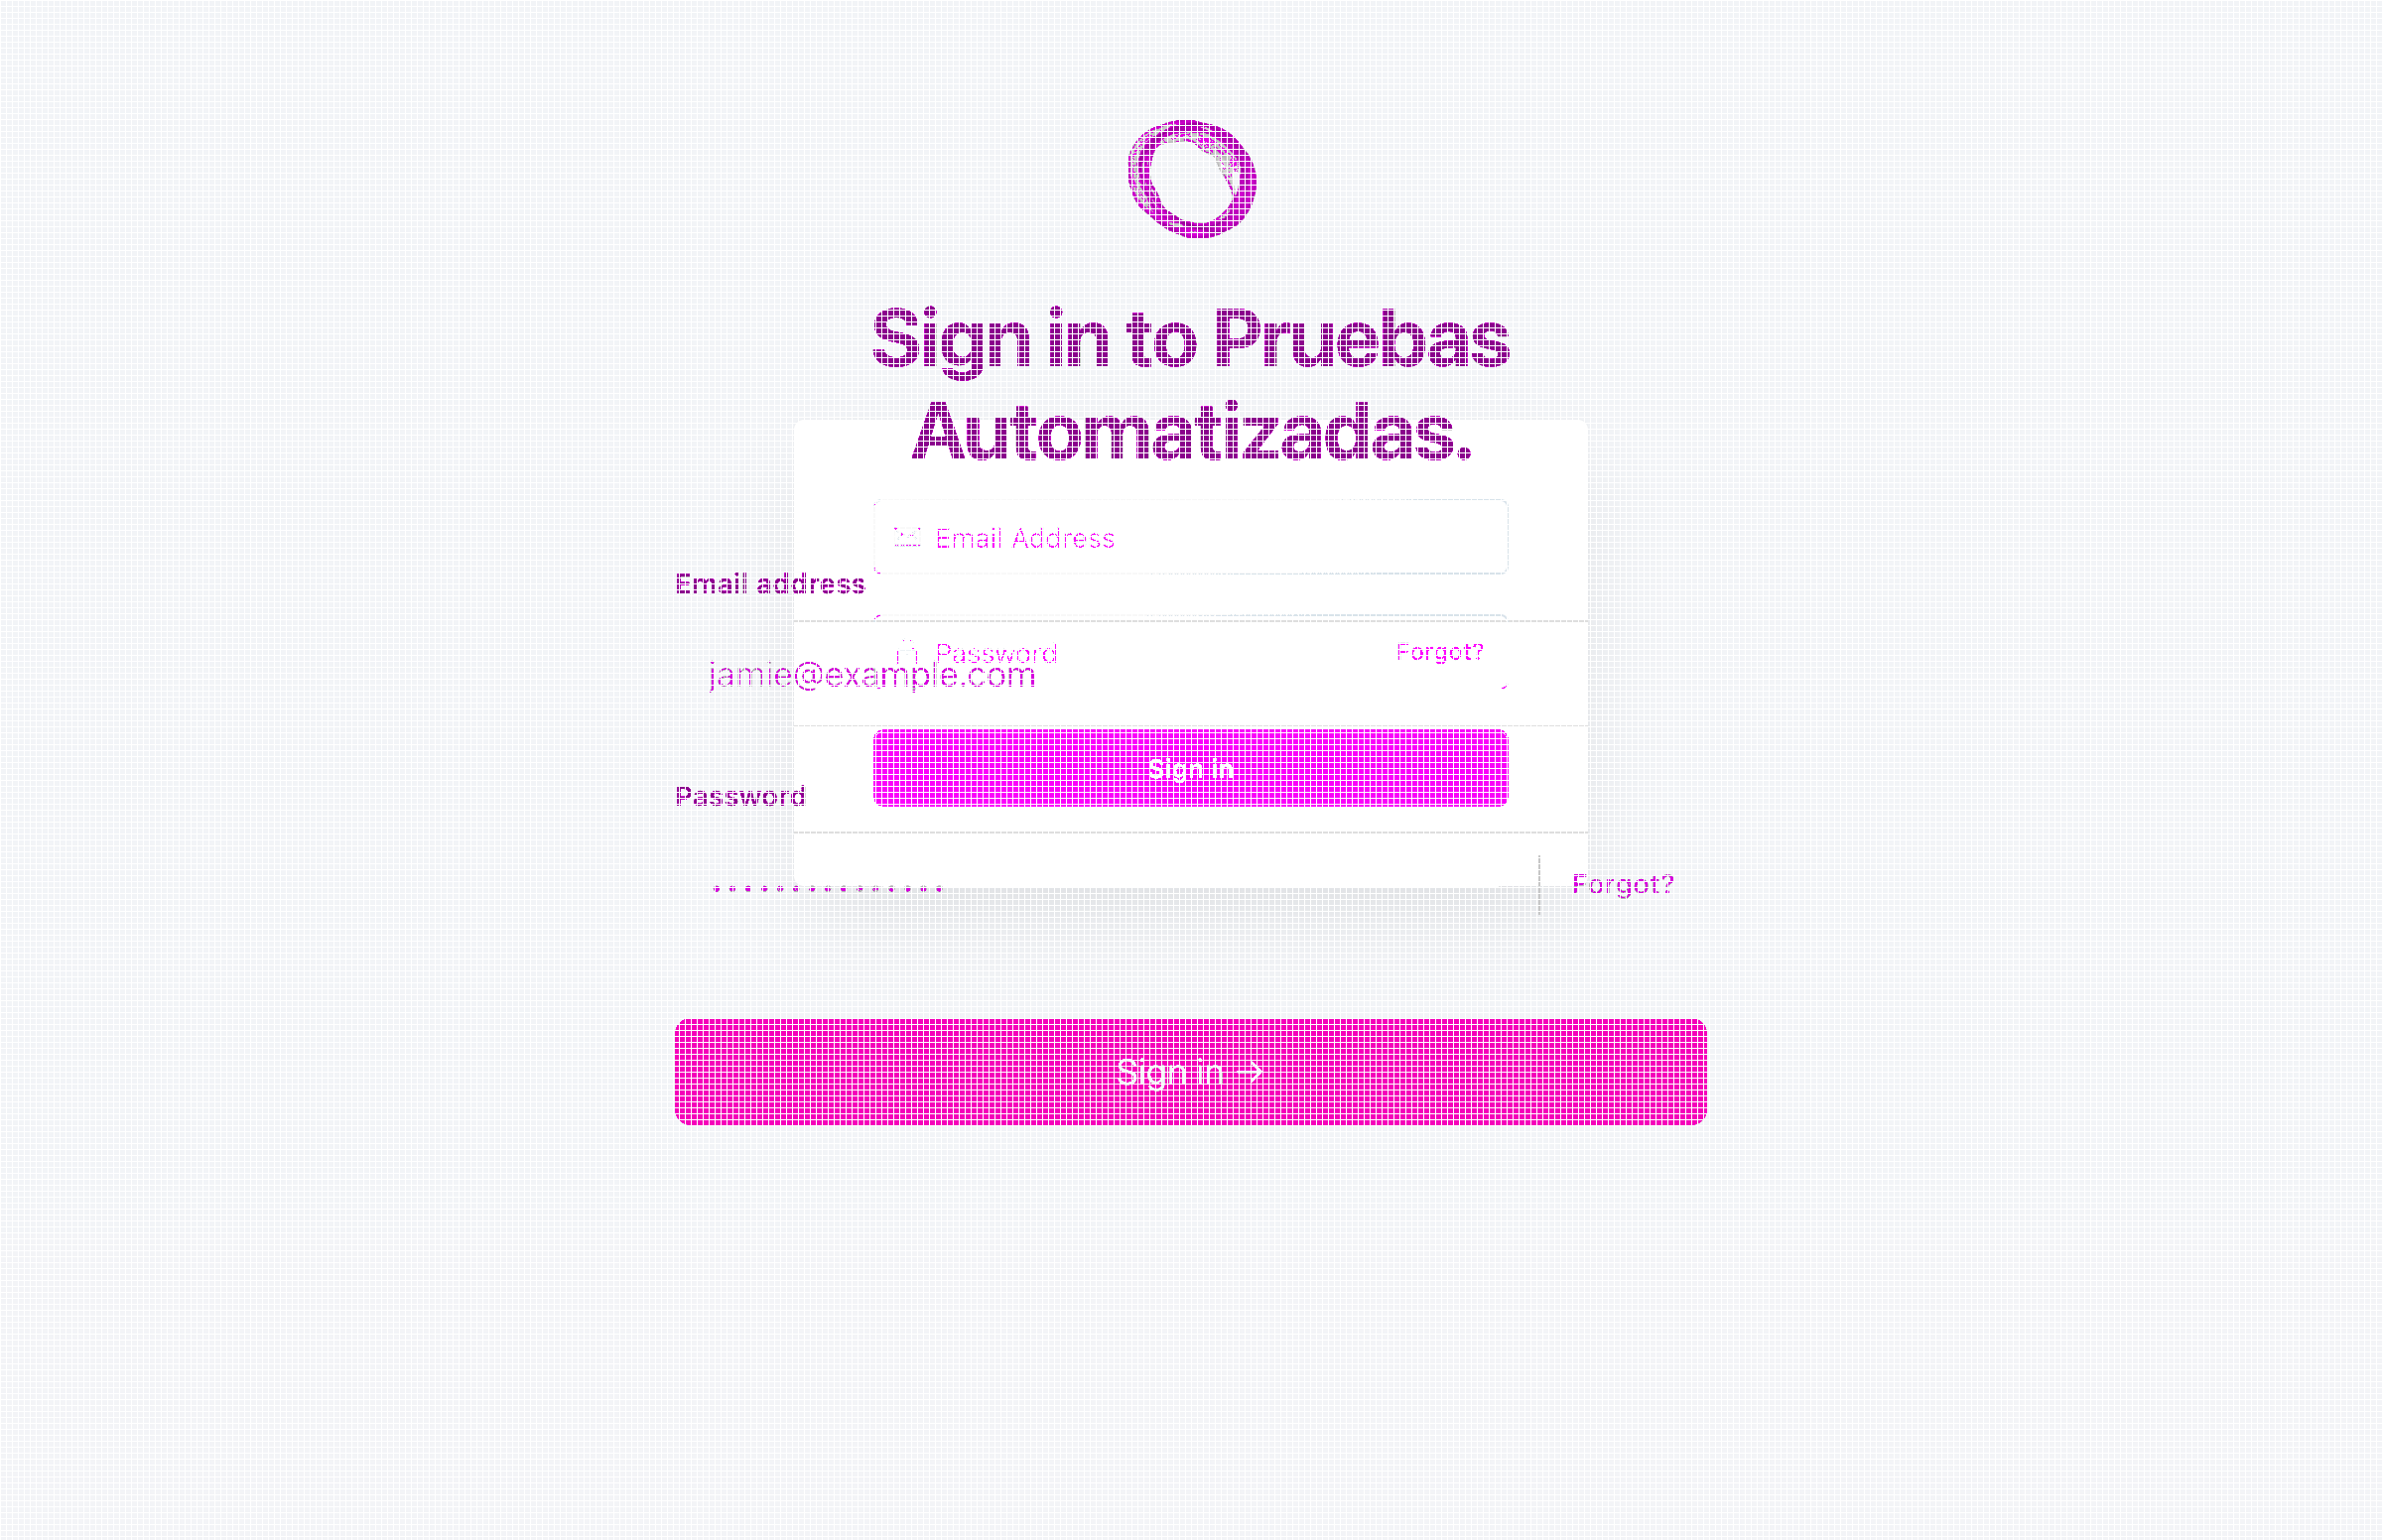 Sign in to Pruebas
Automatizadas.
Email Address
Email address
Password
Forgot?
jamie@example.com
Sign in
Password
Forgot?
Sign in →